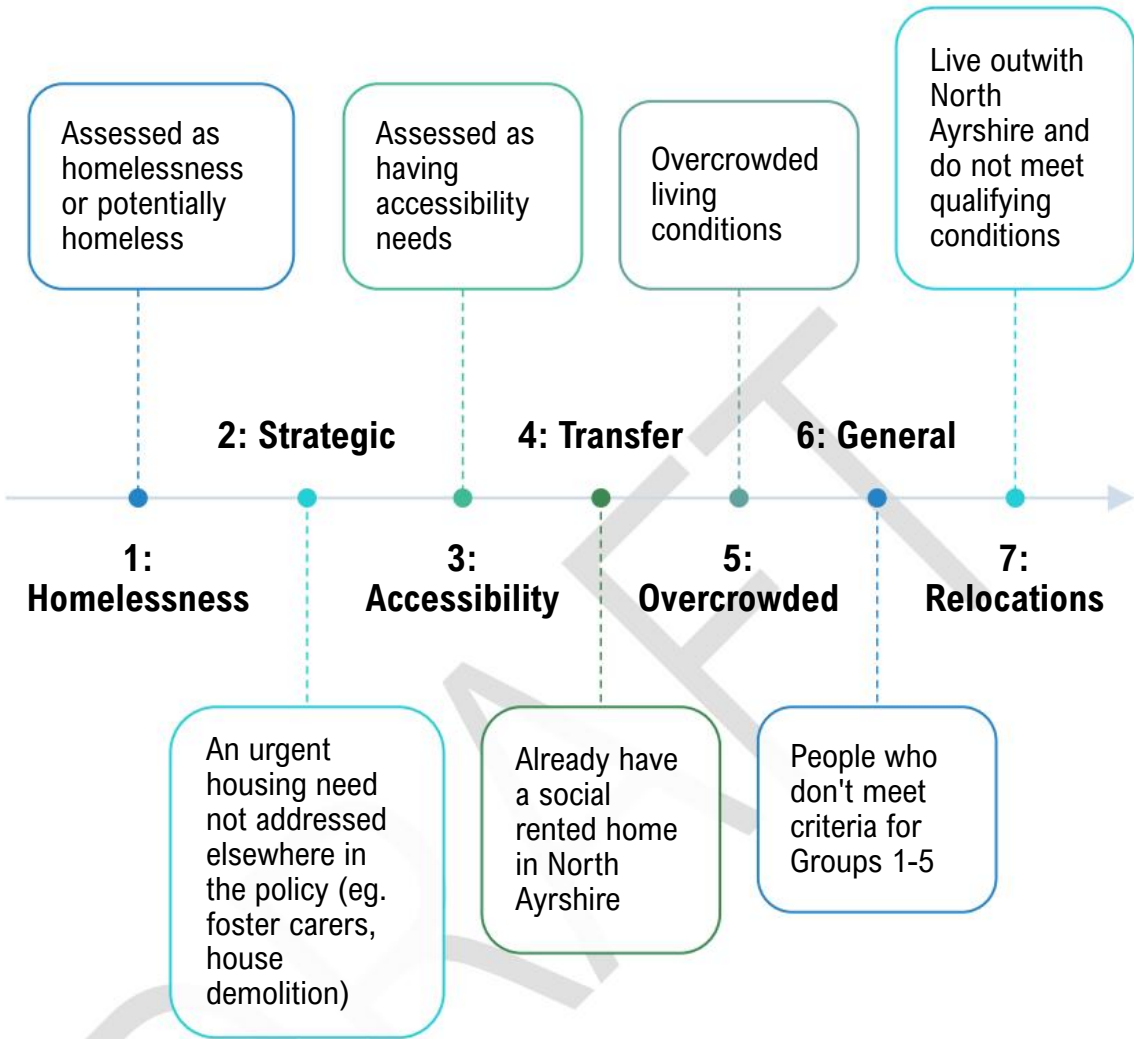 Assessed as
homelessness
or potentially
homeless
Assessed as
having
accessibility
needs
Overcrowded
living
conditions
Live outwith
North
Ayrshire and
do not meet
qualifying
conditions
2: Strategic
4: Transfer
6: General
1:
Homelessness
3:
Accessibility
5:
Overcrowded
7:
Relocations
An urgent
housing need
not addressed
elsewhere in
the policy (eg.
foster carers,
house
demolition)
Already have
a social
rented home
in North
Ayrshire
People who
don't meet
criteria for
Groups 1-5
DRAFT